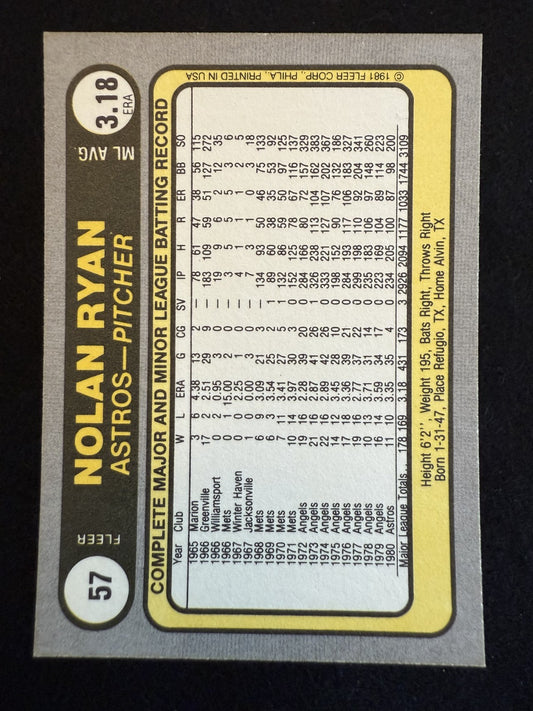 57
FLEER
NOLAN RYAN
ASTROS—PITCHER
ML AVG.
3.18
ERA
COMPLETE MAJOR AND MINOR LEAGUE BATTING RECORD
Year Club W L ERA G CG SV IP H R ER BB SO
1965 Marion 3 6 4.38 13 2 — 78 61 47 38 56 115
1966 Greenville 17 2 2.51 29 9 — 183 109 59 51 127 272
1966 Williamsport 0 2 0.95 3 0 19 9 6 2 12 35
1966 Mets 0 1 15.00 2 0 3 5 5 3 6
1967 Winter Haven 0 0 2.25 1 0 4 1 1 1 2 5
1967 Jacksonville 1 0 0.00 3 0 7 3 1 0 3 18
1968 Mets 6 9 3.09 21 3 134 93 50 46 75 133
1969 Mets 6 3 3.54 25 2 1 89 60 38 35 53 92
1970 Mets 7 11 3.41 27 7 1 132 86 59 50 97 125
1971 Mets 10 14 3.97 30 3 152 125 78 67 116 137
1972 Angels 19 16 2.28 39 20 284 166 80 72 157 329
1973 Angels 21 16 2.87 41 26 1 326 238 113 104 162 383
1974 Angels 22 16 2.89 42 26 333 221 127 107 202 367
1975 Angels 14 12 3.45 28 10 198 152 90 76 132 186
1976 Angels 17 18 3.36 39 21 284 193 117 106 183 327
1977 Angels 19 16 2.77 37 22 299 198 110 92 204 341
1978 Angels 10 13 3.71 31 14 235 183 106 97 148 260
1979 Angels 16 14 3.59 34 17 223 169 104 89 114 223
1980 Astros 11 10 3.35 35 4 234 205 100 87 98 200
Major League Totals... 178 169 3.18 431 173 3 2926 2094 1177 1033 1744 3109
Height 6'2'', Weight 195, Bats Right, Throws Right
Born 1-31-47, Place Refugio, TX, Home Alvin, TX
© 1981 FLEER CORP., PHILA., PRINTED IN USA